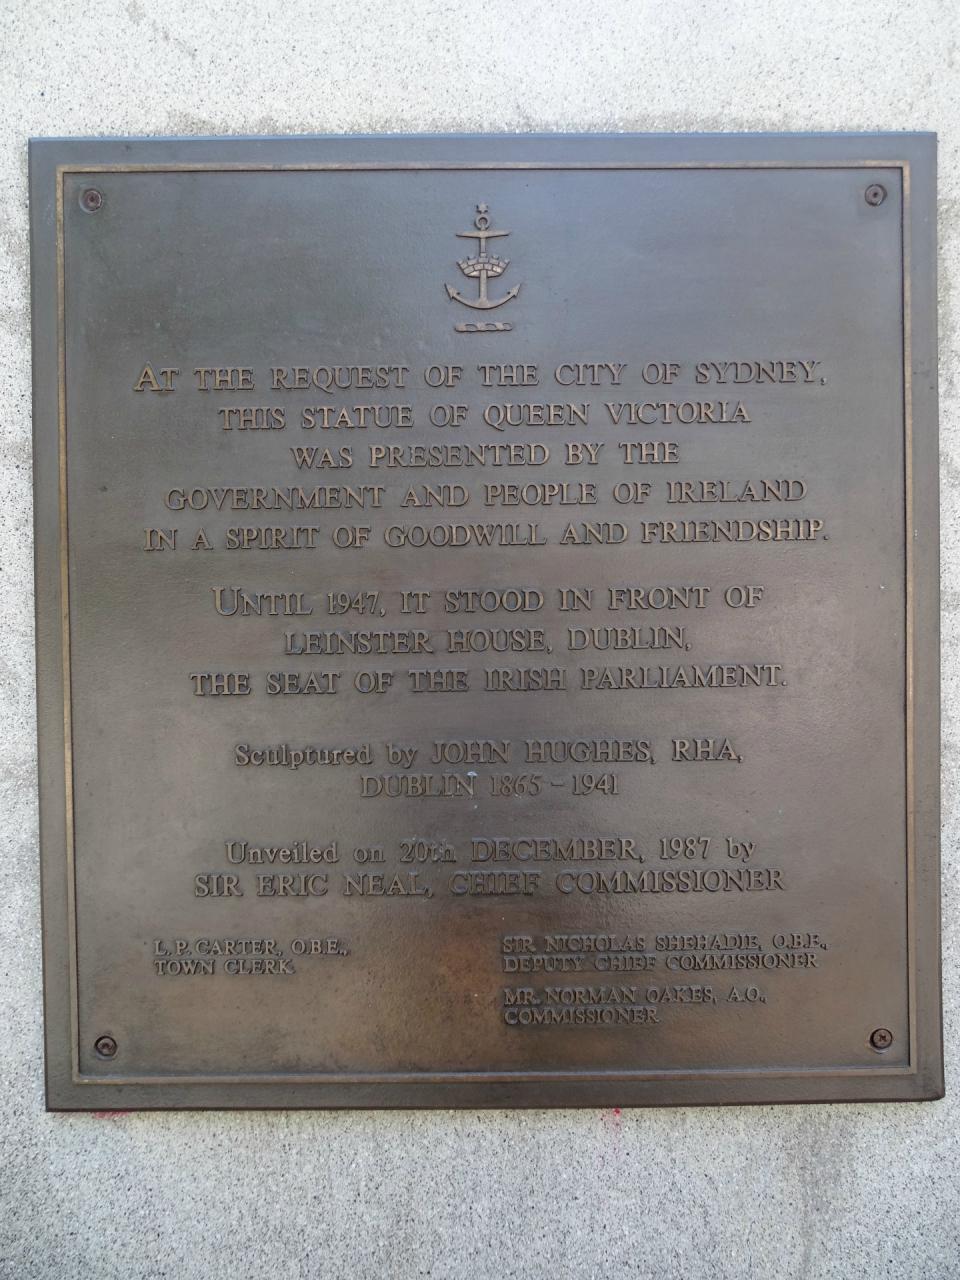 AT THE REQUEST OF THE CITY OF SYDNEY,
THIS STATUE OF QUEEN VICTORIA
WAS PRESENTED BY THE
GOVERNMENT AND PEOPLE OF IRELAND
IN A SPIRIT OF GOODWILL AND FRIENDSHIP.
UNTIL 1947, IT STOOD IN FRONT OF
LEINSTER HOUSE, DUBLIN,
THE SEAT OF THE IRISH PARLIAMENT.
Sculptured by JOHN HUGHES, RHA,
DUBLIN 1865 - 1941
Unveiled on 20th DECEMBER, 1987 by
SIR ERIC NEAL, CHIEF COMMISSIONER
L. P. CARTER, O.B.E.,
TOWN CLERK
SIR NICHOLAS SHEHADIE, O.B.E.,
DEPUTY CHIEF COMMISSIONER
MR. NORMAN OAKES, A.O.,
COMMISSIONER